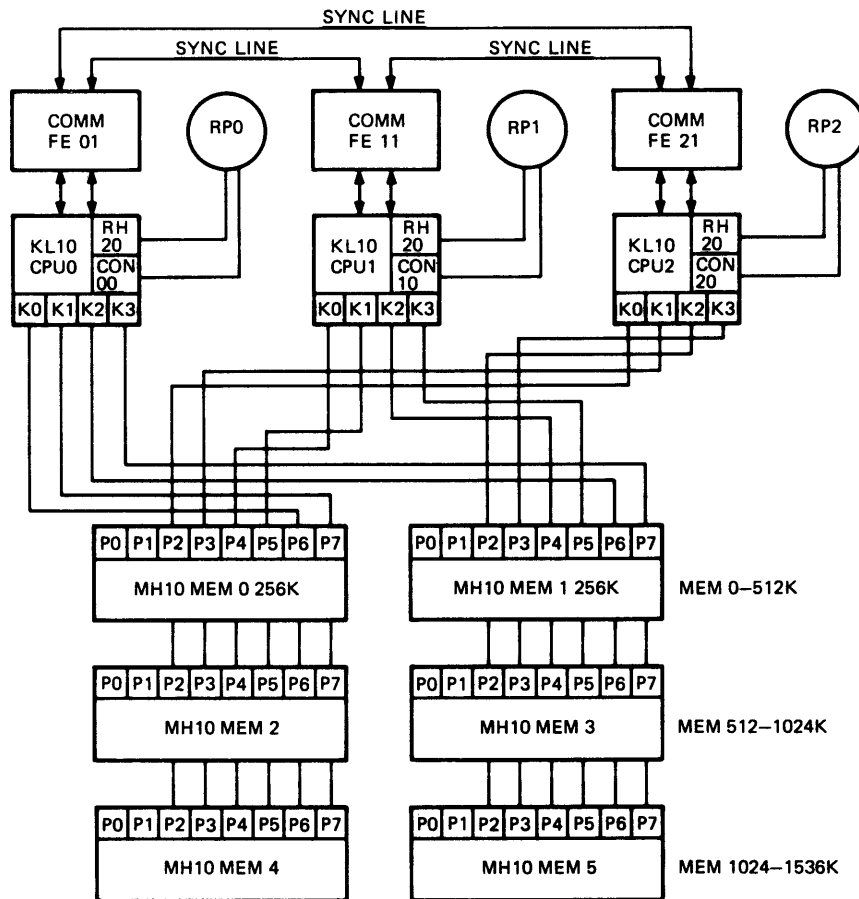 SYNC LINE
SYNC LINE
SYNC LINE
COMM
FE 01
RP0
COMM
FE 11
RP1
COMM
FE 21
RP2
KL10
CPU0
RH
20
CON
00
K0 K1 K2 K3
KL10
CPU1
RH
20
CON
10
K0 K1 K2 K3
KL10
CPU2
RH
20
CON
20
K0 K1 K2 K3
P0 P1 P2 P3 P4 P5 P6 P7
MH10 MEM 0 256K
P0 P1 P2 P3 P4 P5 P6 P7
MH10 MEM 1 256K
MEM 0–512K
P0 P1 P2 P3 P4 P5 P6 P7
MH10 MEM 2
P0 P1 P2 P3 P4 P5 P6 P7
MH10 MEM 3
MEM 512–1024K
P0 P1 P2 P3 P4 P5 P6 P7
MH10 MEM 4
P0 P1 P2 P3 P4 P5 P6 P7
MH10 MEM 5
MEM 1024–1536K